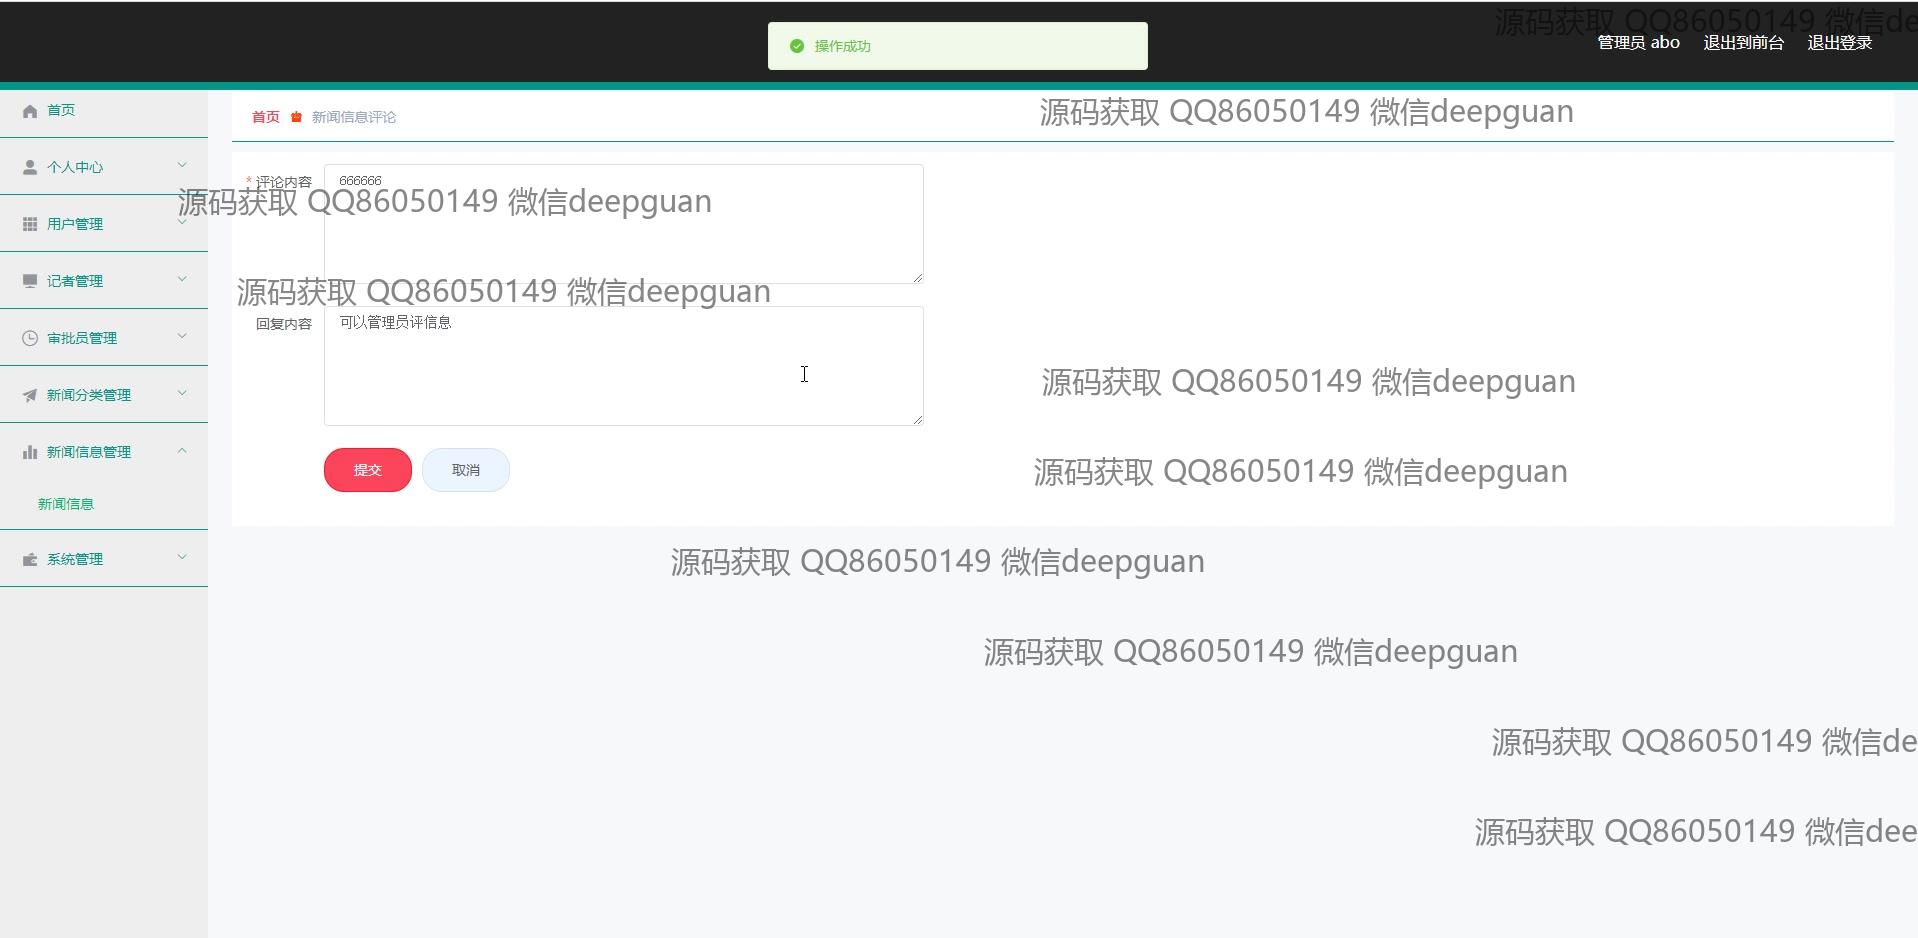 操作成功
源码获取 QQ86050149 微信de
管理员 abo 退出到前台 退出登录
首页
首页 新闻信息评论
源码获取 QQ86050149 微信deepguan
个人中心
* 评论内容 666666
源码获取 QQ86050149 微信deepguan
用户管理
记者管理
源码获取 QQ86050149 微信deepguan
回复内容 可以管理员评信息
审批员管理
源码获取 QQ86050149 微信deepguan
新闻分类管理
新闻信息管理
提交 取消
源码获取 QQ86050149 微信deepguan
新闻信息
系统管理
源码获取 QQ86050149 微信deepguan
源码获取 QQ86050149 微信deepguan
源码获取 QQ86050149 微信de
源码获取 QQ86050149 微信dee